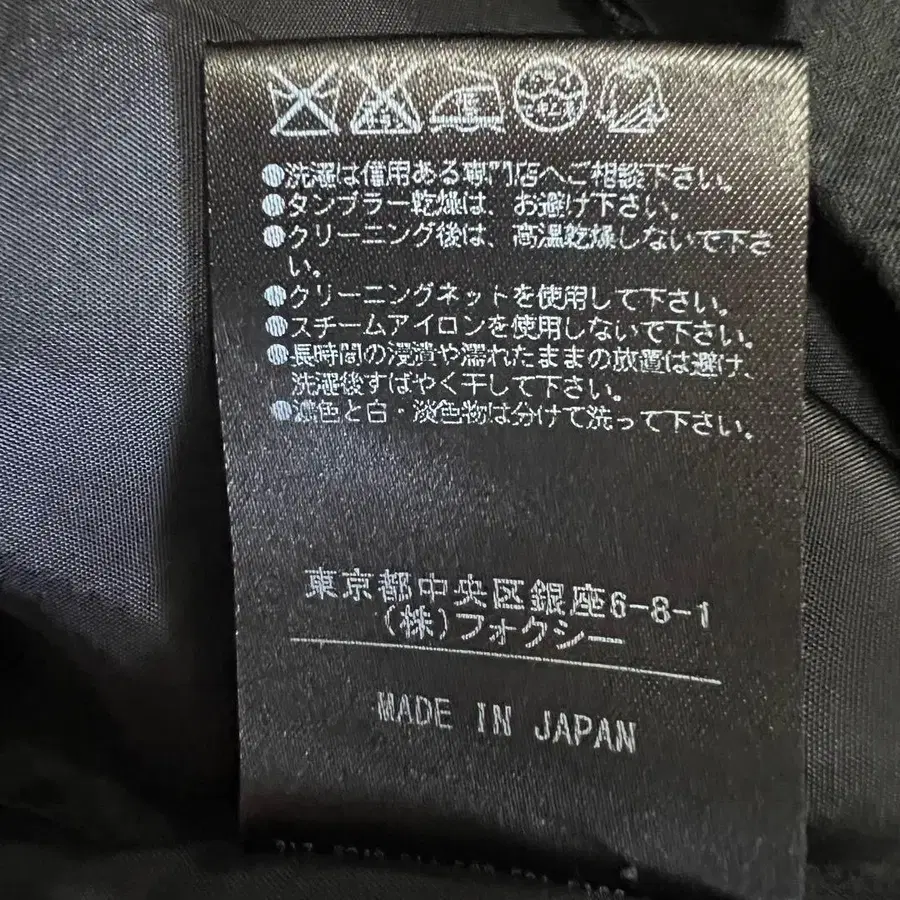 ●洗濯は信用ある専門店へご相談下さい。
●タンブラー乾燥は、お避け下さい。
●クリーニング後は、高温乾燥しないで下さ
い。
●クリーニングネットを使用して下さい。
●スチームアイロンを使用しないで下さい。
●長時間の浸漬や濡れたままの放置は避け、
洗濯後すばやく干して下さい。
●濃色と白・淡色物は分けて洗って下さい。
東京都中央区銀座6-8-1
(株)フォクシー
MADE IN JAPAN